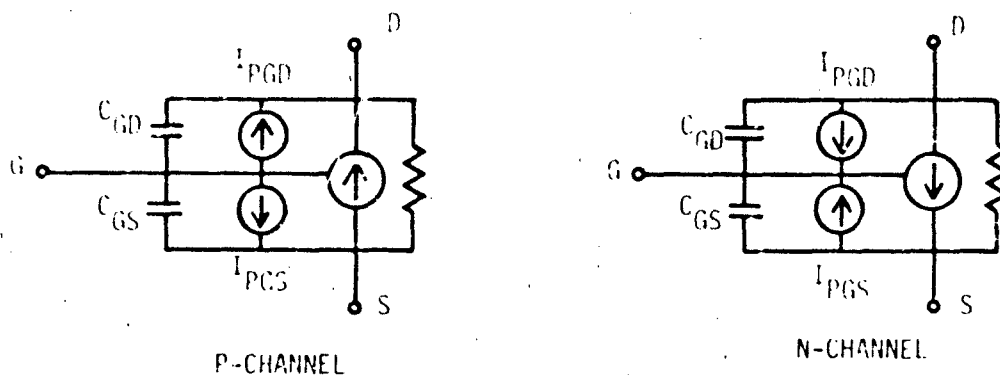 D
I_PGD
C_GD
G
C_GS
I_PGS
S
P-CHANNEL
D
I_PGD
C_GD
G
C_GS
I_PGS
S
N-CHANNEL